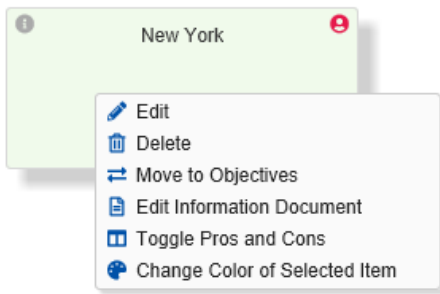 New York
Edit
Delete
Move to Objectives
Edit Information Document
Toggle Pros and Cons
Change Color of Selected Item